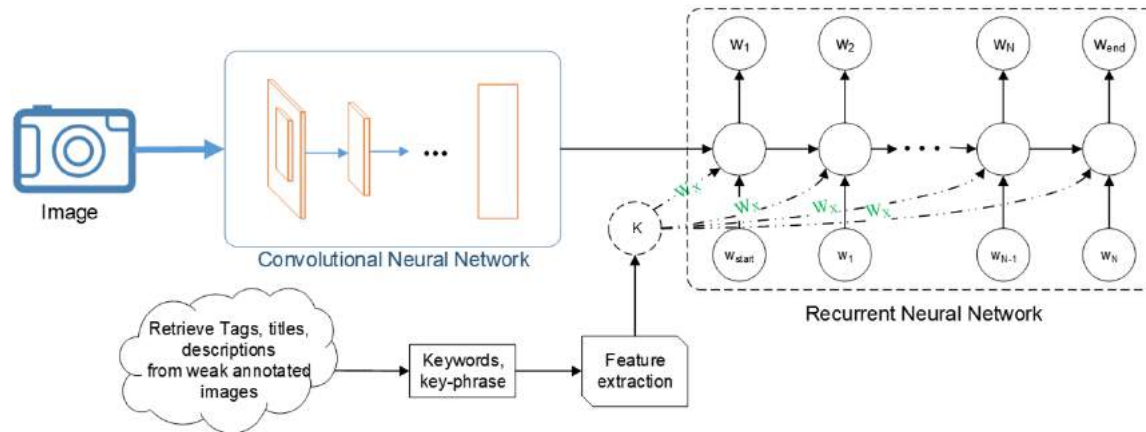 W1
W2
WN
Wend
Image
Convolutional Neural Network
Wx
Wx
Wx
Wx
K
Wstart
W1
WN-1
WN
Recurrent Neural Network
Retrieve Tags, titles,
descriptions
from weak annotated
images
Keywords,
key-phrase
Feature
extraction